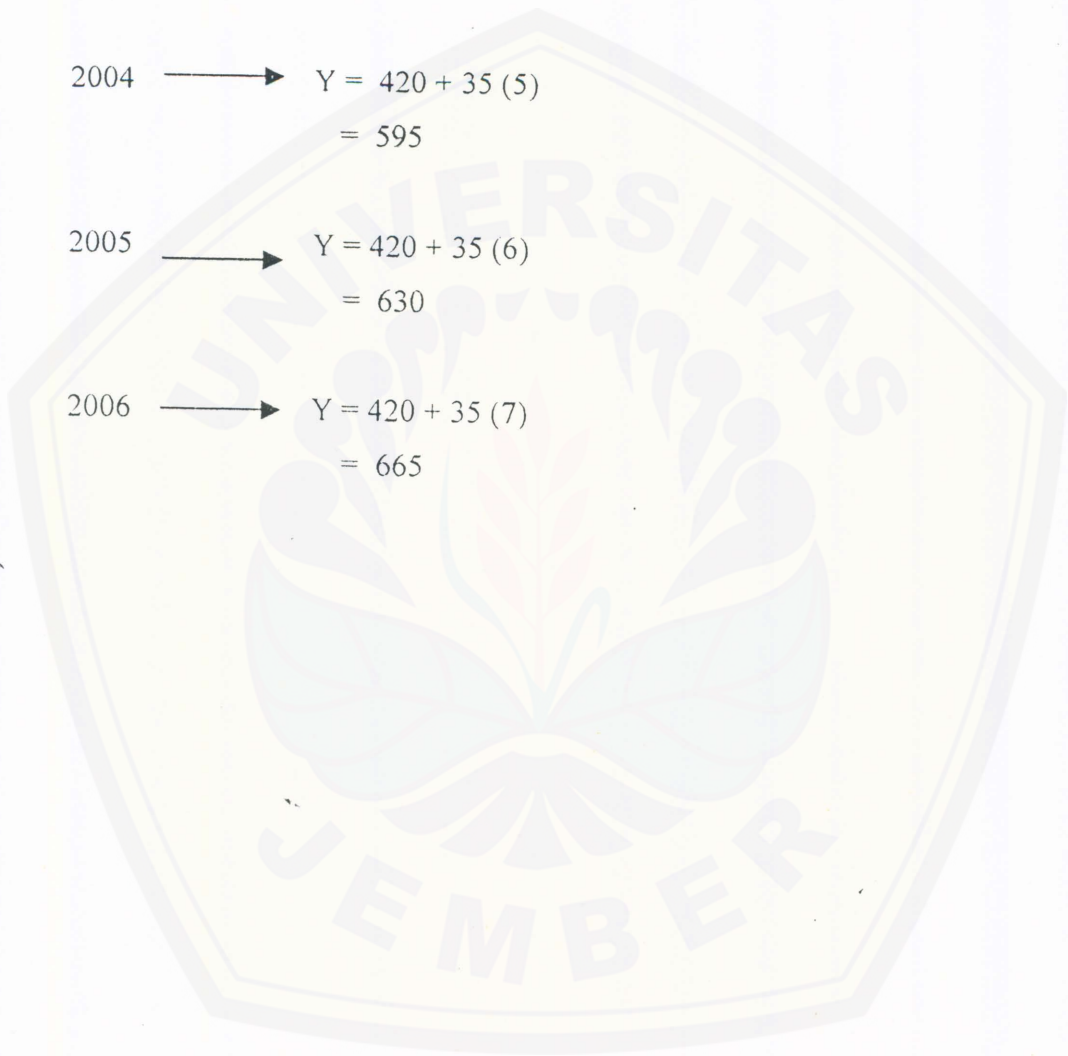 2004 → Y = 420 + 35 (5)
= 595
2005 → Y = 420 + 35 (6)
= 630
2006 → Y = 420 + 35 (7)
= 665
UNIVERSITAS
JEMBER